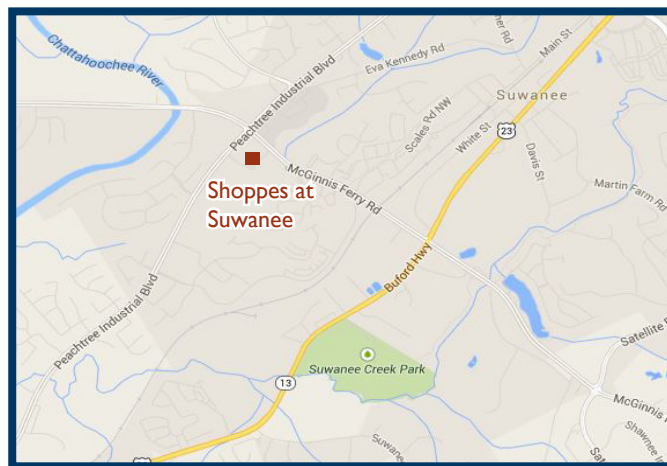 Chattahoochee River
Peachtree Industrial Blvd
Eva Kennedy Rd
Main St
Suwanee
Scales Rd NW
White St
23
Davis St
Martin Farm Rd
McGinnis Ferry Rd
Shoppes at
Suwanee
Buford Hwy
Peachtree Industrial Blvd
Suwanee Creek Park
13
Satellite
McGinnis
Suwanee